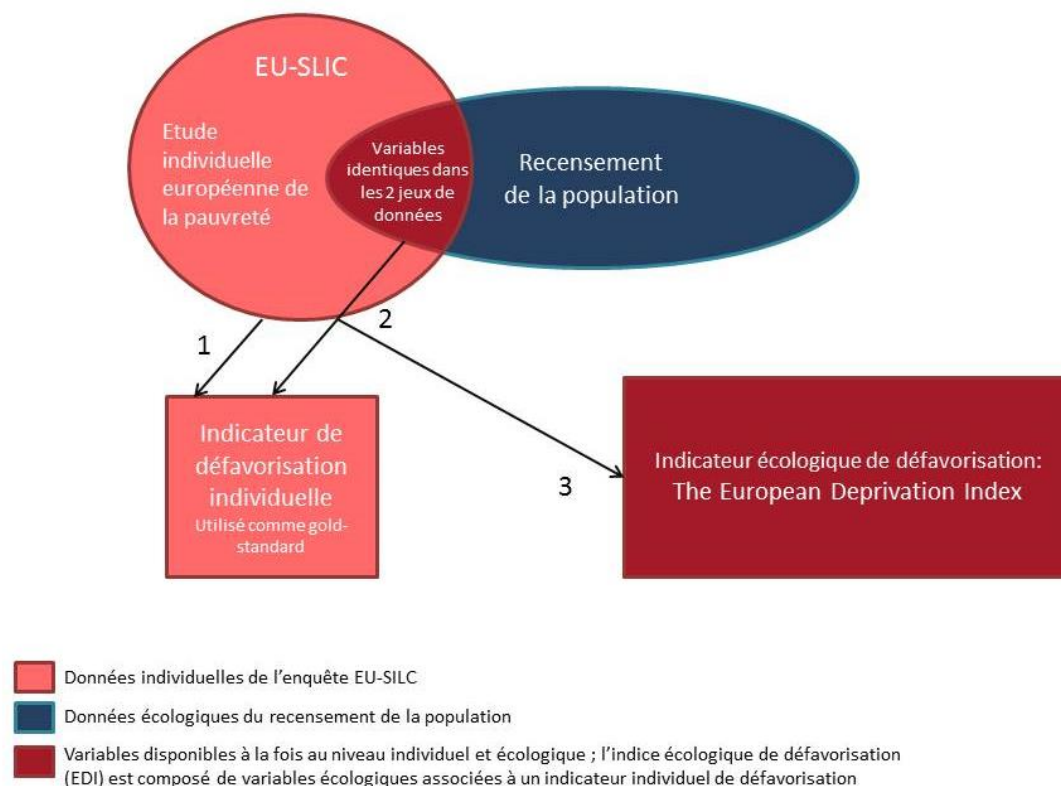 EU-SLIC
Etude
individuelle
européenne de
la pauvreté
Variables
identiques dans
les 2 jeux de
données
Recensement
de la population
1
2
3
Indicateur de
défavorisation
individuelle
Utilisé comme gold-
standard
Indicateur écologique de défavorisation:
The European Deprivation Index
Données individuelles de l'enquête EU-SILC
Données écologiques du recensement de la population
Variables disponibles à la fois au niveau individuel et écologique ; l'indice écologique de défavorisation
(EDI) est composé de variables écologiques associées à un indicateur individuel de défavorisation